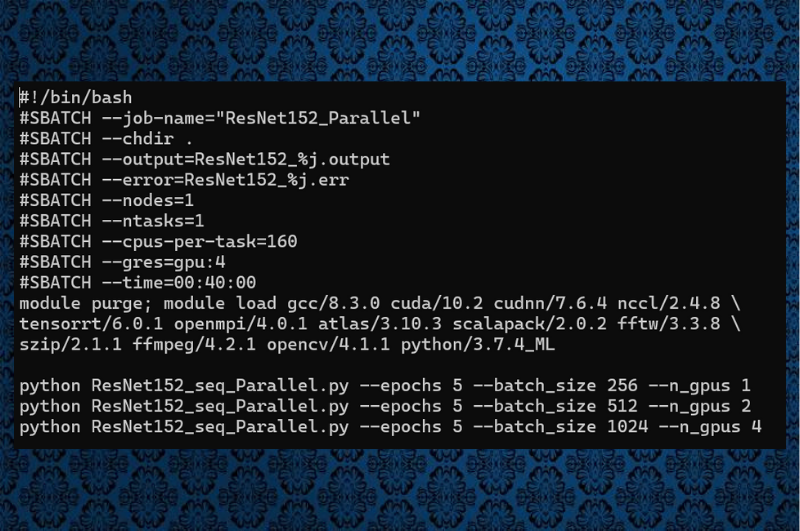 #!/bin/bash
#SBATCH --job-name="ResNet152_Parallel"
#SBATCH --chdir .
#SBATCH --output=ResNet152_%j.output
#SBATCH --error=ResNet152_%j.err
#SBATCH --nodes=1
#SBATCH --ntasks=1
#SBATCH --cpus-per-task=160
#SBATCH --gres=gpu:4
#SBATCH --time=00:40:00
module purge; module load gcc/8.3.0 cuda/10.2 cudnn/7.6.4 nccl/2.4.8 \
tensorrt/6.0.1 openmpi/4.0.1 atlas/3.10.3 scalapack/2.0.2 fftw/3.3.8 \
szip/2.1.1 ffmpeg/4.2.1 opencv/4.1.1 python/3.7.4_ML

python ResNet152_seq_Parallel.py --epochs 5 --batch_size 256 --n_gpus 1
python ResNet152_seq_Parallel.py --epochs 5 --batch_size 512 --n_gpus 2
python ResNet152_seq_Parallel.py --epochs 5 --batch_size 1024 --n_gpus 4